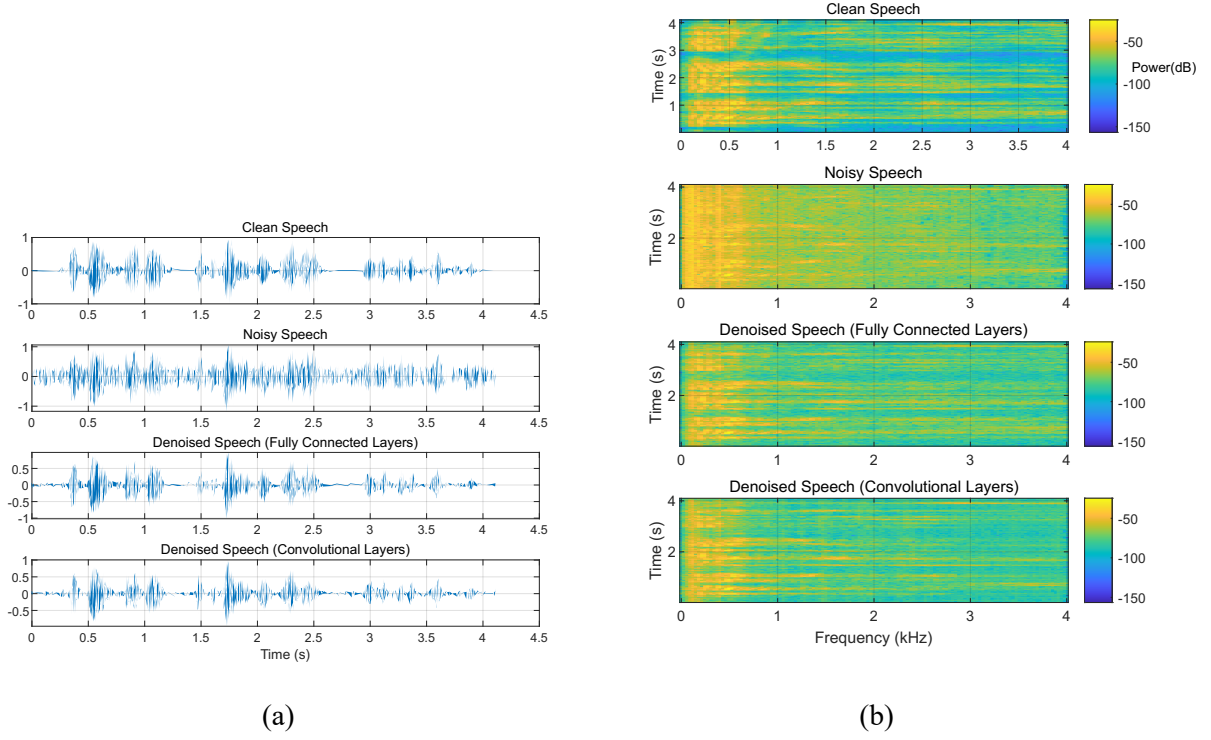 Clean Speech
1
0
-1
0 0.5 1 1.5 2 2.5 3 3.5 4 4.5
Noisy Speech
1
0
-1
0 0.5 1 1.5 2 2.5 3 3.5 4 4.5
Denoised Speech (Fully Connected Layers)
0.5
0
-0.5
-1
0 0.5 1 1.5 2 2.5 3 3.5 4 4.5
Denoised Speech (Convolutional Layers)
1
0.5
0
-0.5
0 0.5 1 1.5 2 2.5 3 3.5 4 4.5
Time (s)
(a)
Clean Speech
Time (s)
4
3
2
1
0 0.5 1 1.5 2 2.5 3 3.5 4
Power(dB)
-50
-100
-150
Noisy Speech
Time (s)
4
2
0 1 2 3 4
-50
-100
-150
Denoised Speech (Fully Connected Layers)
Time (s)
4
2
0 1 2 3 4
-50
-100
-150
Denoised Speech (Convolutional Layers)
Time (s)
4
2
0 1 2 3 4
-50
-100
-150
Frequency (kHz)
(b)